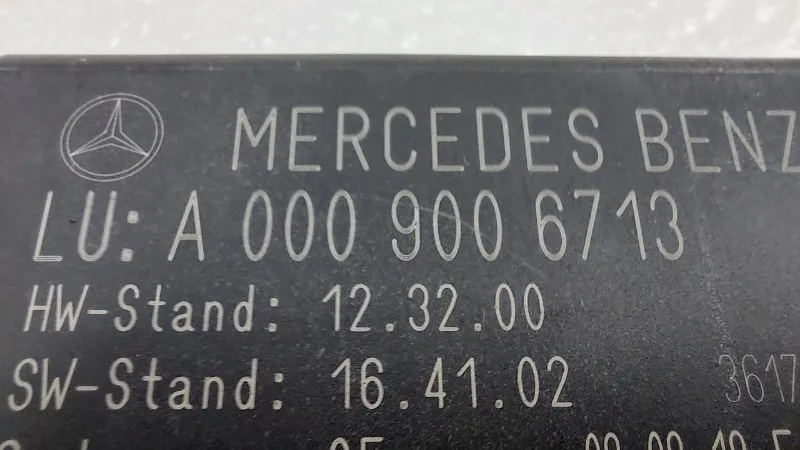 MERCEDES BENZ
LU: A 000 900 6713
HW-Stand: 12.32.00
SW-Stand: 16.41.02 3617